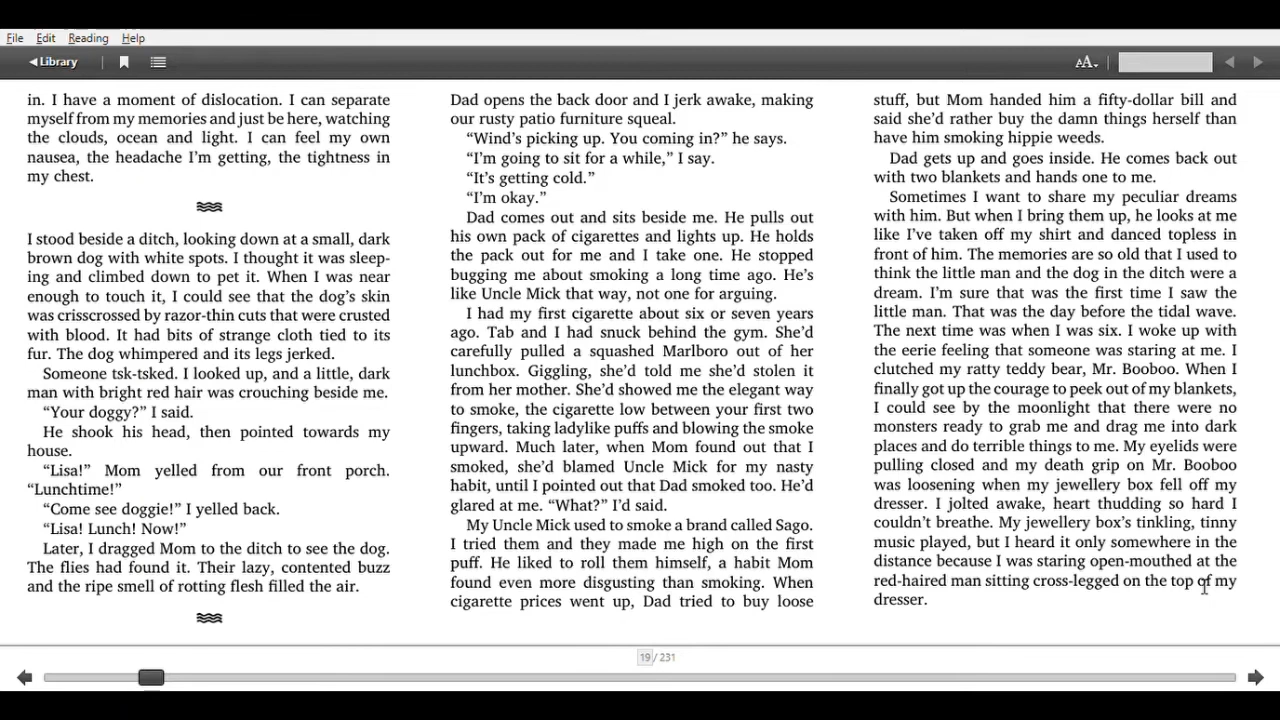 File Edit Reading Help
Library
AA
in. I have a moment of dislocation. I can separate
myself from my memories and just be here, watching
the clouds, ocean and light. I can feel my own
nausea, the headache I'm getting, the tightness in
my chest.
I stood beside a ditch, looking down at a small, dark
brown dog with white spots. I thought it was sleep-
ing and climbed down to pet it. When I was near
enough to touch it, I could see that the dog's skin
was crisscrossed by razor-thin cuts that were crusted
with blood. It had bits of strange cloth tied to its
fur. The dog whimpered and its legs jerked.
Someone tsk-tsked. I looked up, and a little, dark
man with bright red hair was crouching beside me.
“Your doggy?” I said.
He shook his head, then pointed towards my
house.
“Lisa!” Mom yelled from our front porch.
“Lunchtime!”
“Come see doggie!” I yelled back.
“Lisa! Lunch! Now!”
Later, I dragged Mom to the ditch to see the dog.
The flies had found it. Their lazy, contented buzz
and the ripe smell of rotting flesh filled the air.
Dad opens the back door and I jerk awake, making
our rusty patio furniture squeal.
“Wind's picking up. You coming in?” he says.
“I'm going to sit for a while,” I say.
“It's getting cold.”
“I'm okay.”
Dad comes out and sits beside me. He pulls out
his own pack of cigarettes and lights up. He holds
the pack out for me and I take one. He stopped
bugging me about smoking a long time ago. He's
like Uncle Mick that way, not one for arguing.
I had my first cigarette about six or seven years
ago. Tab and I had snuck behind the gym. She'd
carefully pulled a squashed Marlboro out of her
lunchbox. Giggling, she'd told me she'd stolen it
from her mother. She'd showed me the elegant way
to smoke, the cigarette low between your first two
fingers, taking ladylike puffs and blowing the smoke
upward. Much later, when Mom found out that I
smoked, she'd blamed Uncle Mick for my nasty
habit, until I pointed out that Dad smoked too. He'd
glared at me. “What?” I'd said.
My Uncle Mick used to smoke a brand called Sago.
I tried them and they made me high on the first
puff. He liked to roll them himself, a habit Mom
found even more disgusting than smoking. When
cigarette prices went up, Dad tried to buy loose
stuff, but Mom handed him a fifty-dollar bill and
said she'd rather buy the damn things herself than
have him smoking hippie weeds.
Dad gets up and goes inside. He comes back out
with two blankets and hands one to me.
Sometimes I want to share my peculiar dreams
with him. But when I bring them up, he looks at me
like I've taken off my shirt and danced topless in
front of him. The memories are so old that I used to
think the little man and the dog in the ditch were a
dream. I'm sure that was the first time I saw the
little man. That was the day before the tidal wave.
The next time was when I was six. I woke up with
the eerie feeling that someone was staring at me. I
clutched my ratty teddy bear, Mr. Booboo. When I
finally got up the courage to peek out of my blankets,
I could see by the moonlight that there were no
monsters ready to grab me and drag me into dark
places and do terrible things to me. My eyelids were
pulling closed and my death grip on Mr. Booboo
was loosening when my jewellery box fell off my
dresser. I jolted awake, heart thudding so hard I
couldn't breathe. My jewellery box's tinkling, tinny
music played, but I heard it only somewhere in the
distance because I was staring open-mouthed at the
red-haired man sitting cross-legged on the top of my
dresser.
19 / 231